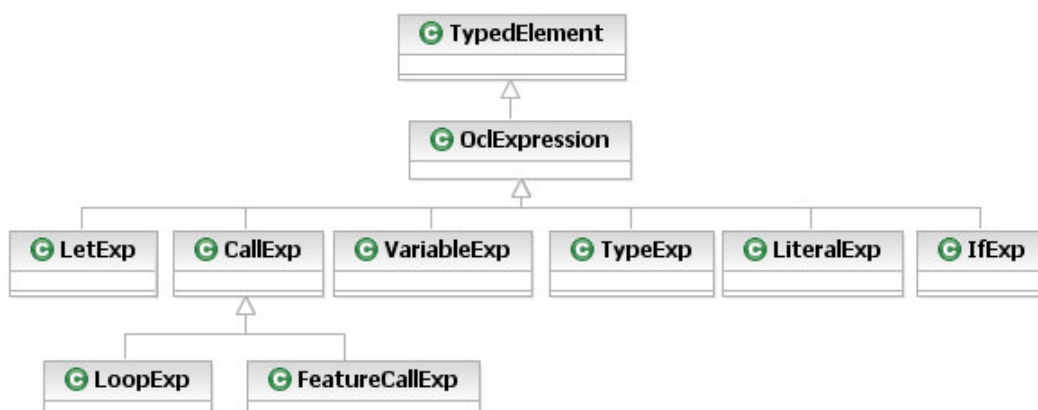 TypedElement
OclExpression
LetExp
CallExp
VariableExp
TypeExp
LiteralExp
IfExp
LoopExp
FeatureCallExp